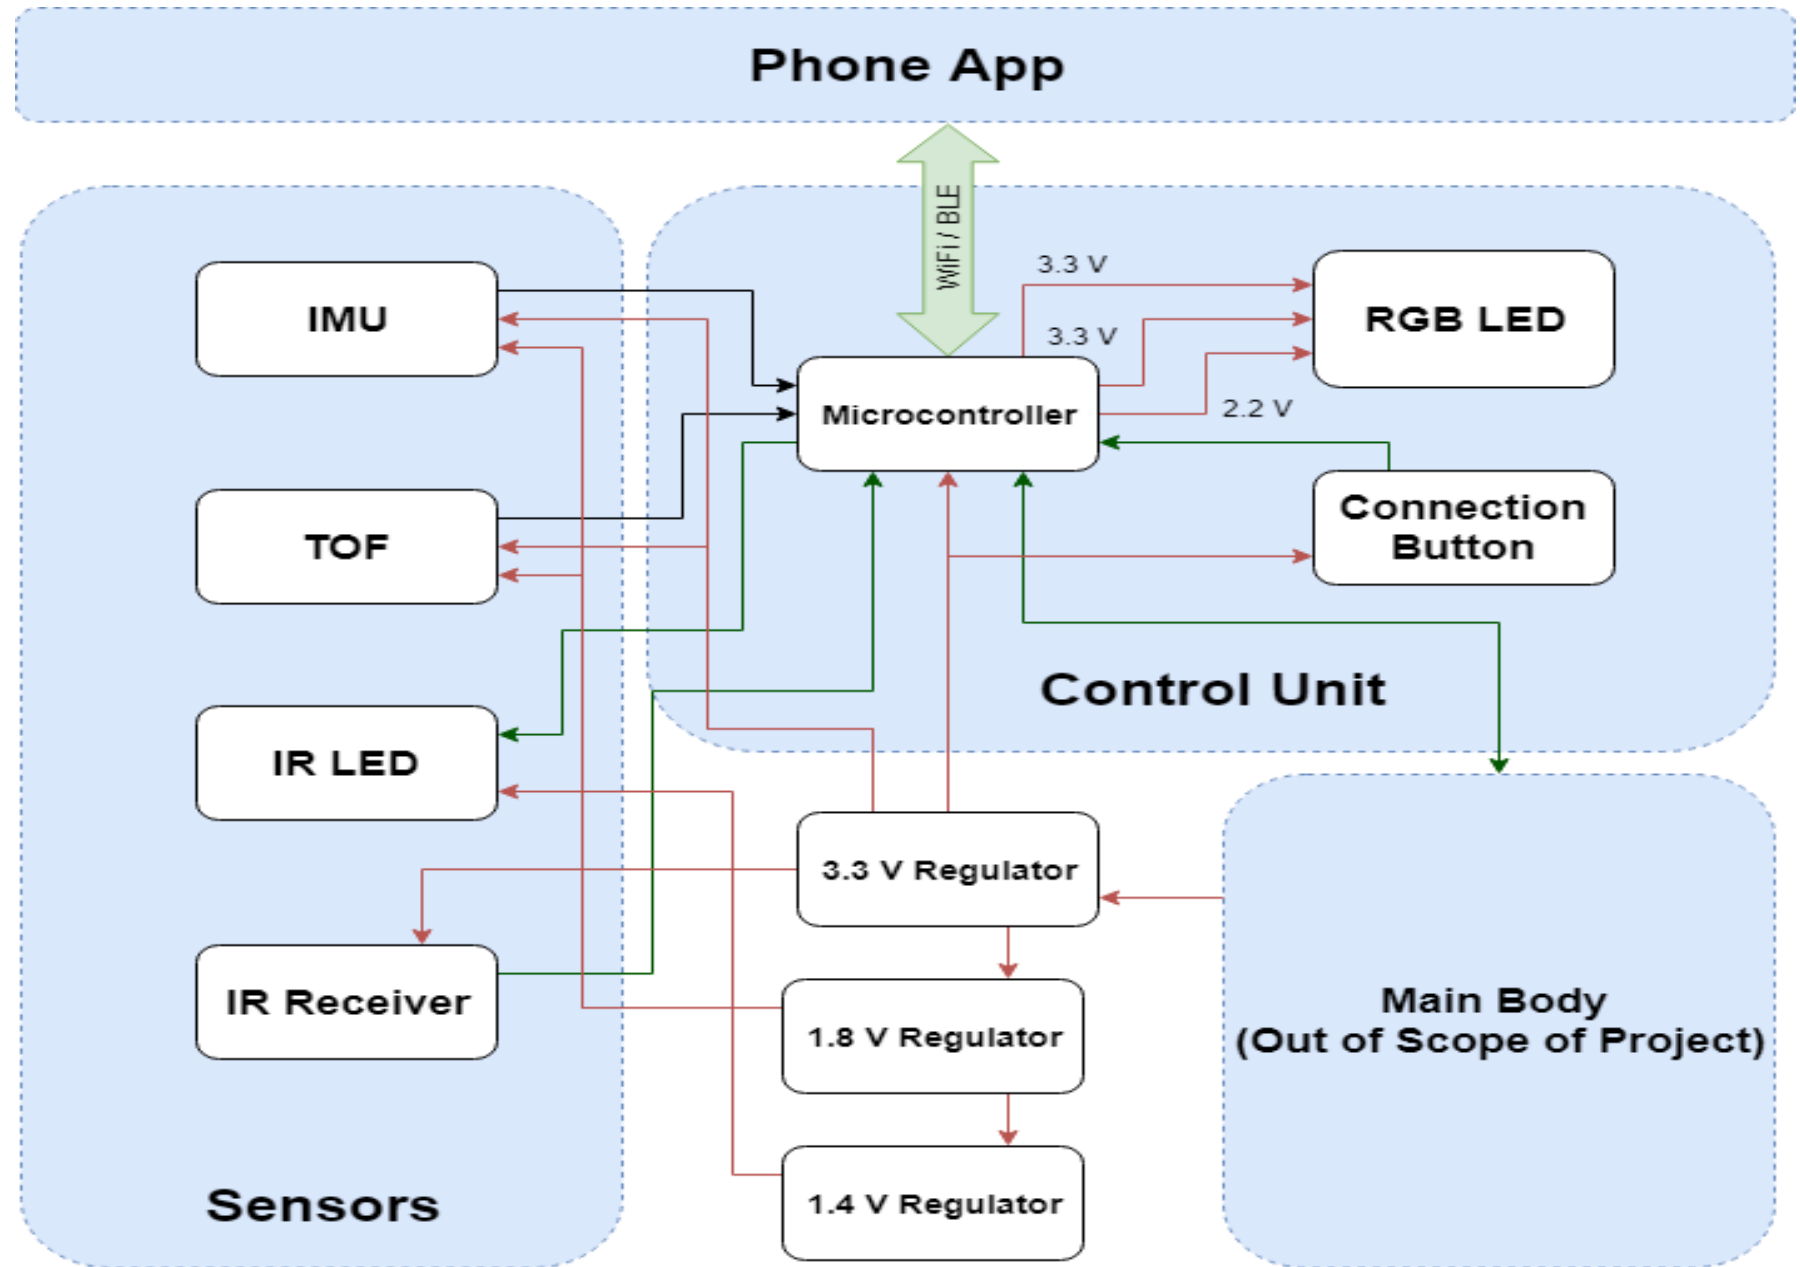 Phone App
WiFi / BLE
3.3 V
IMU
RGB LED
3.3 V
Microcontroller
2.2 V
Connection
Button
TOF
Control Unit
IR LED
3.3 V Regulator
IR Receiver
Main Body
(Out of Scope of Project)
1.8 V Regulator
Sensors
1.4 V Regulator